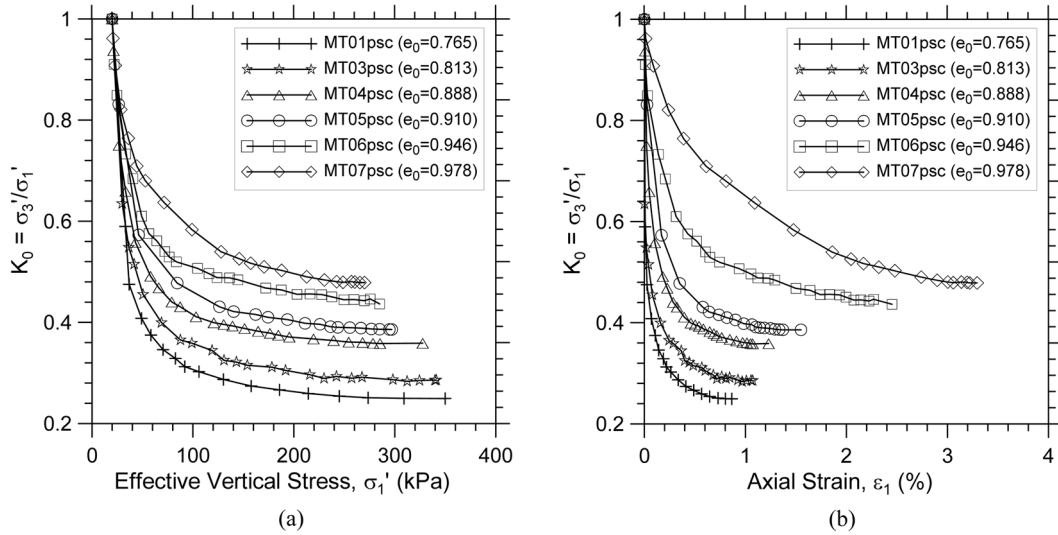 1
0.8
0.6
0.4
0.2
K₀ = σ₃'/σ₁'
MT01psc (e₀=0.765)
MT03psc (e₀=0.813)
MT04psc (e₀=0.888)
MT05psc (e₀=0.910)
MT06psc (e₀=0.946)
MT07psc (e₀=0.978)
0 100 200 300 400
Effective Vertical Stress, σ₁' (kPa)
(a)
1
0.8
0.6
0.4
0.2
K₀ = σ₃'/σ₁'
MT01psc (e₀=0.765)
MT03psc (e₀=0.813)
MT04psc (e₀=0.888)
MT05psc (e₀=0.910)
MT06psc (e₀=0.946)
MT07psc (e₀=0.978)
0 1 2 3 4
Axial Strain, ε₁ (%)
(b)